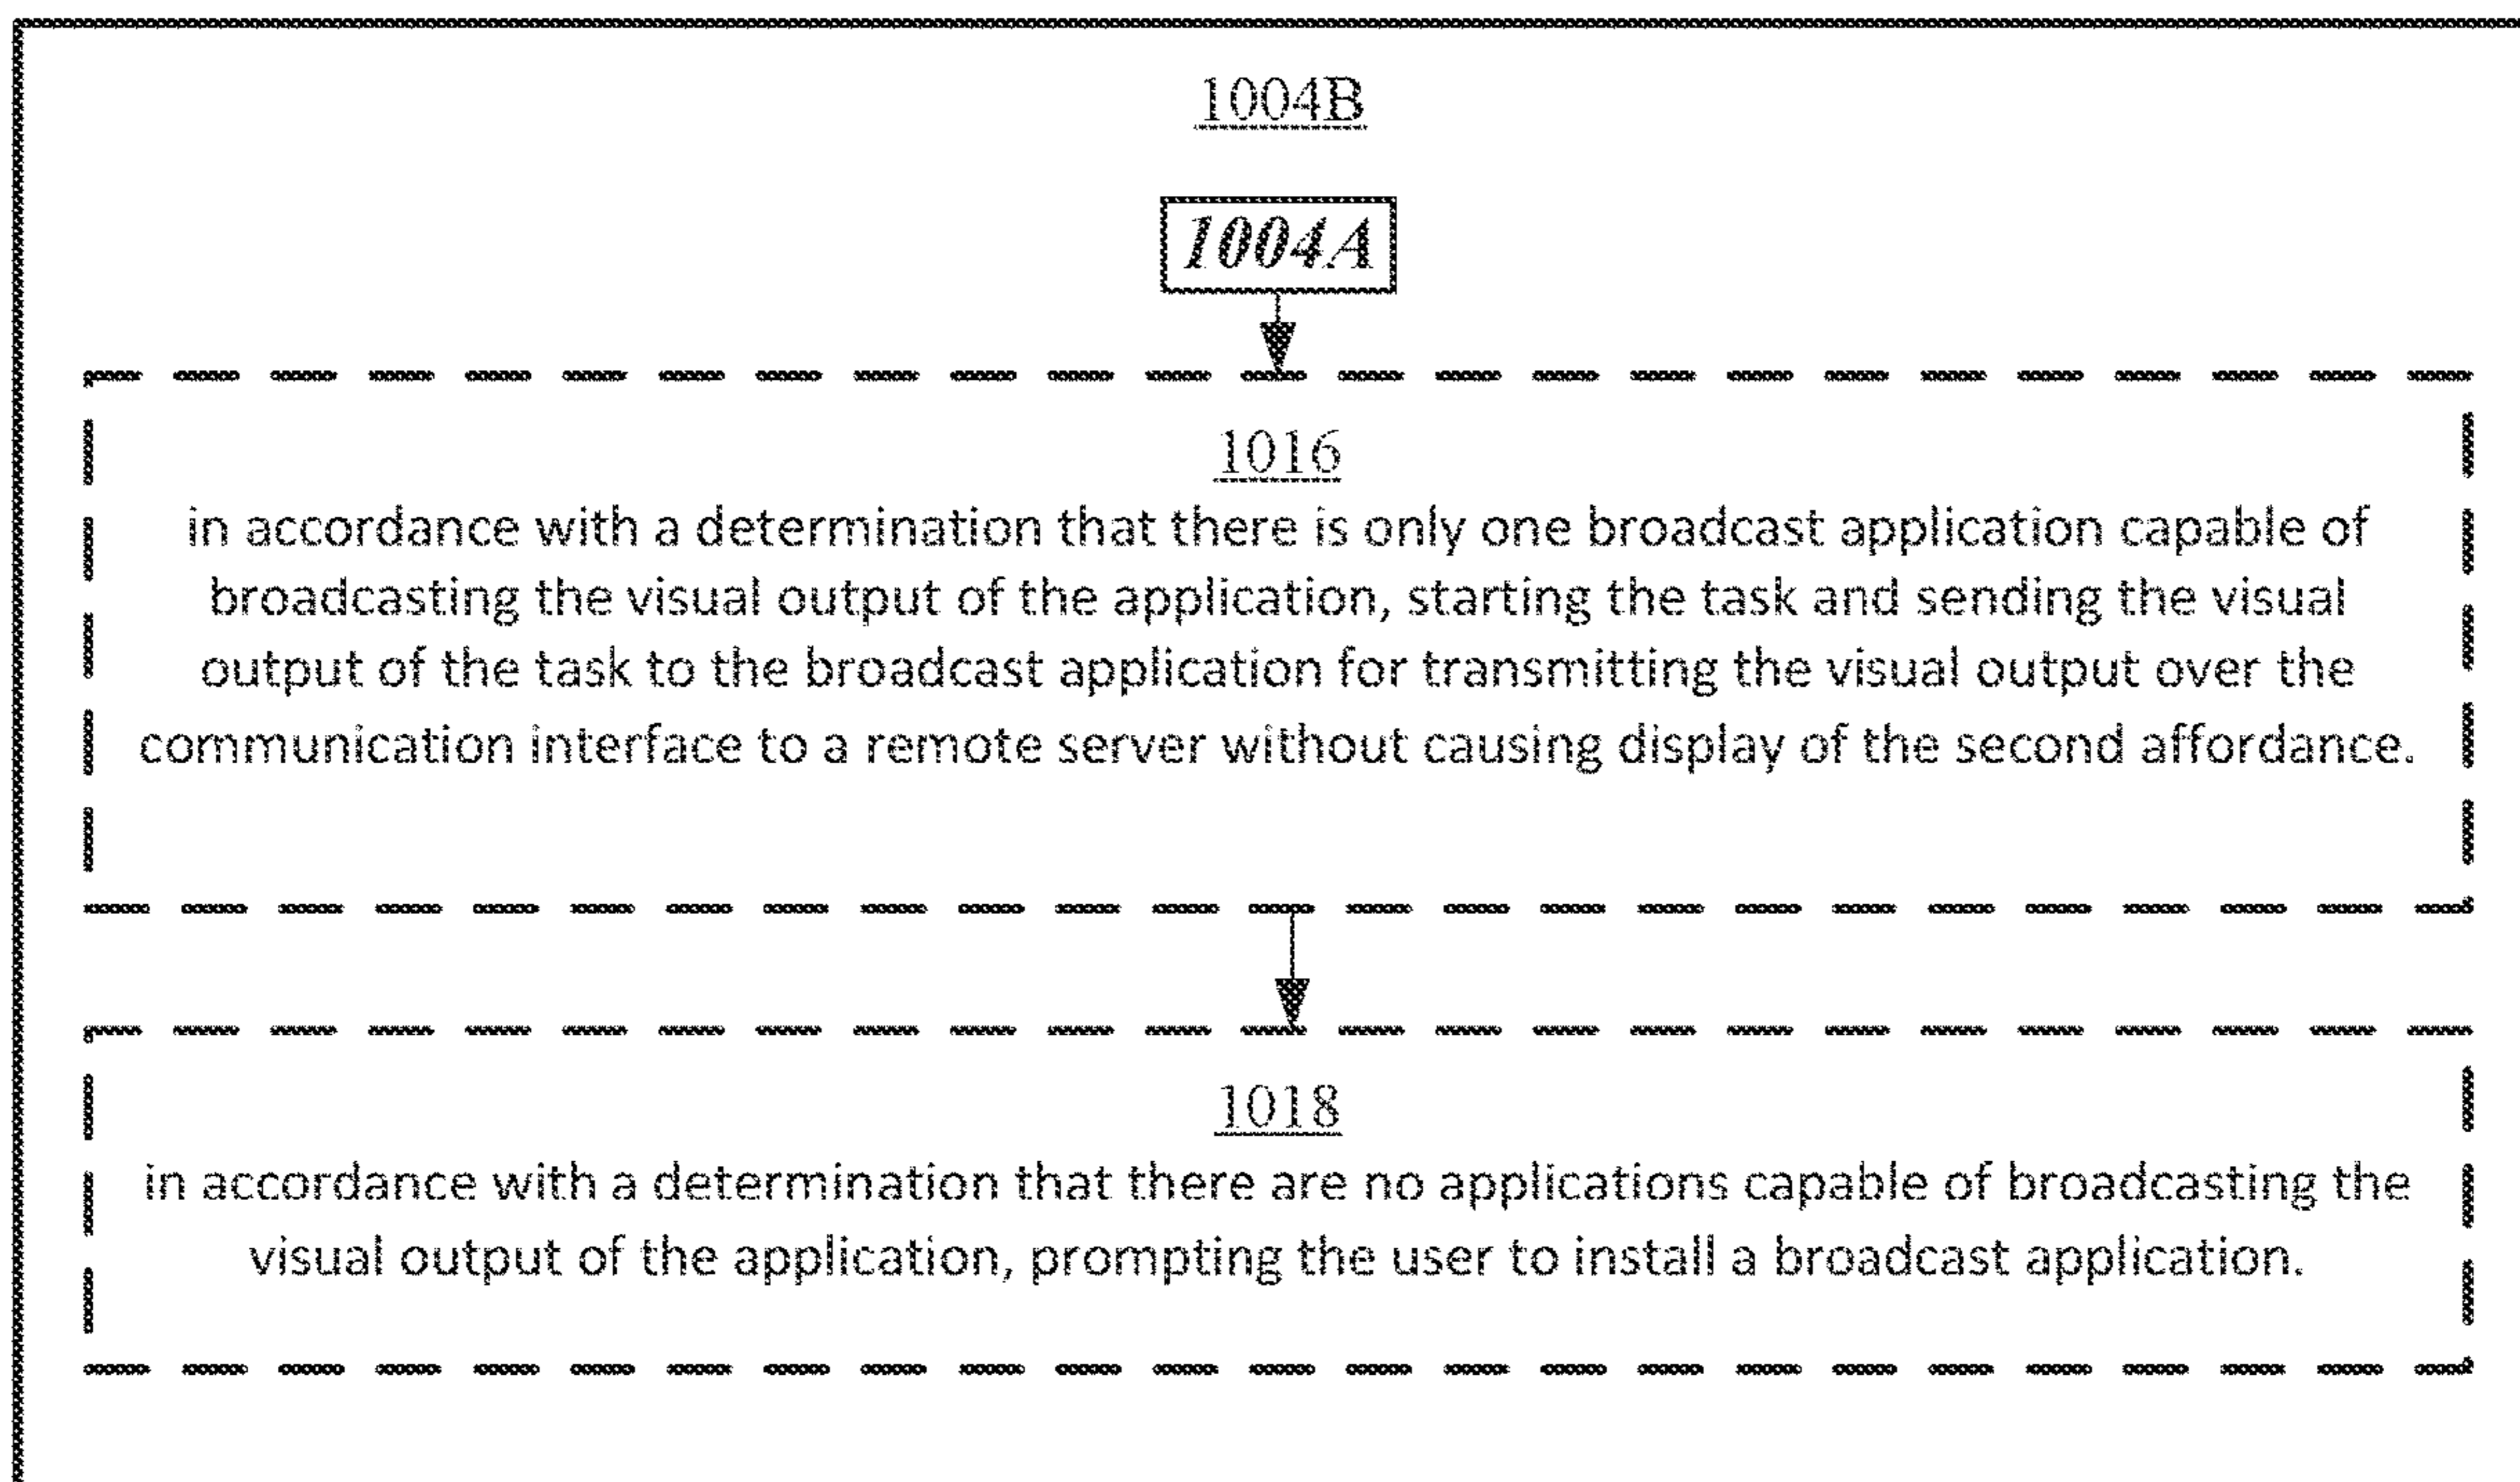 1004B
1004A
1016
in accordance with a determination that there is only one broadcast application capable of
broadcasting the visual output of the application, starting the task and sending the visual
output of the task to the broadcast application for transmitting the visual output over the
communication interface to a remote server without causing display of the second affordance.
1018
in accordance with a determination that there are no applications capable of broadcasting the
visual output of the application, prompting the user to install a broadcast application.